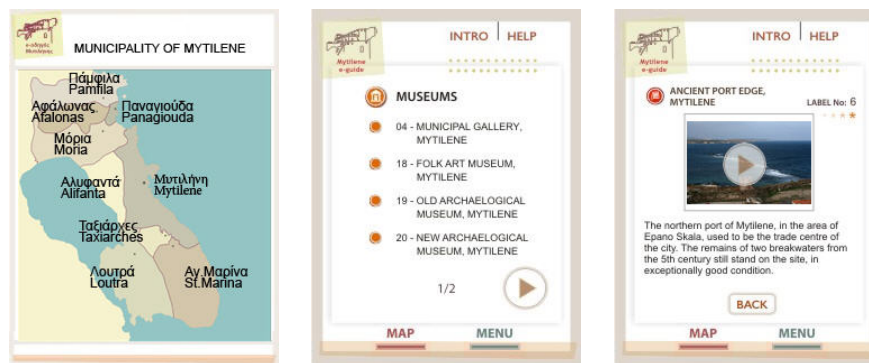 e-οδηγός
Μυτιλήνης
MUNICIPALITY OF MYTILENE
Πάμφιλα
Pamfila
Αφάλωνας
Afalonas
Παναγιούδα
Panagiouda
Μόρια
Moria
Αλυφαντά
Alifanta
Μυτιλήνη
Mytilene
Ταξιάρχες
Taxiarches
Λουτρά
Loutra
Αγ.Μαρίνα
St.Marina
Mytilene
e-guide
INTRO HELP
MUSEUMS
04 - MUNICIPAL GALLERY,
MYTILENE
18 - FOLK ART MUSEUM,
MYTILENE
19 - OLD ARCHAELOGICAL
MUSEUM, MYTILENE
20 - NEW ARCHAELOGICAL
MUSEUM, MYTILENE
1/2
MAP MENU
Mytilene
e-guide
INTRO HELP
ANCIENT PORT EDGE,
MYTILENE
LABEL No: 6
The northern port of Mytilene, in the area of
Epano Skala, used to be the trade centre of
the city. The remains of two breakwaters from
the 5th century still stand on the site, in
exceptionally good condition.
BACK
MAP MENU